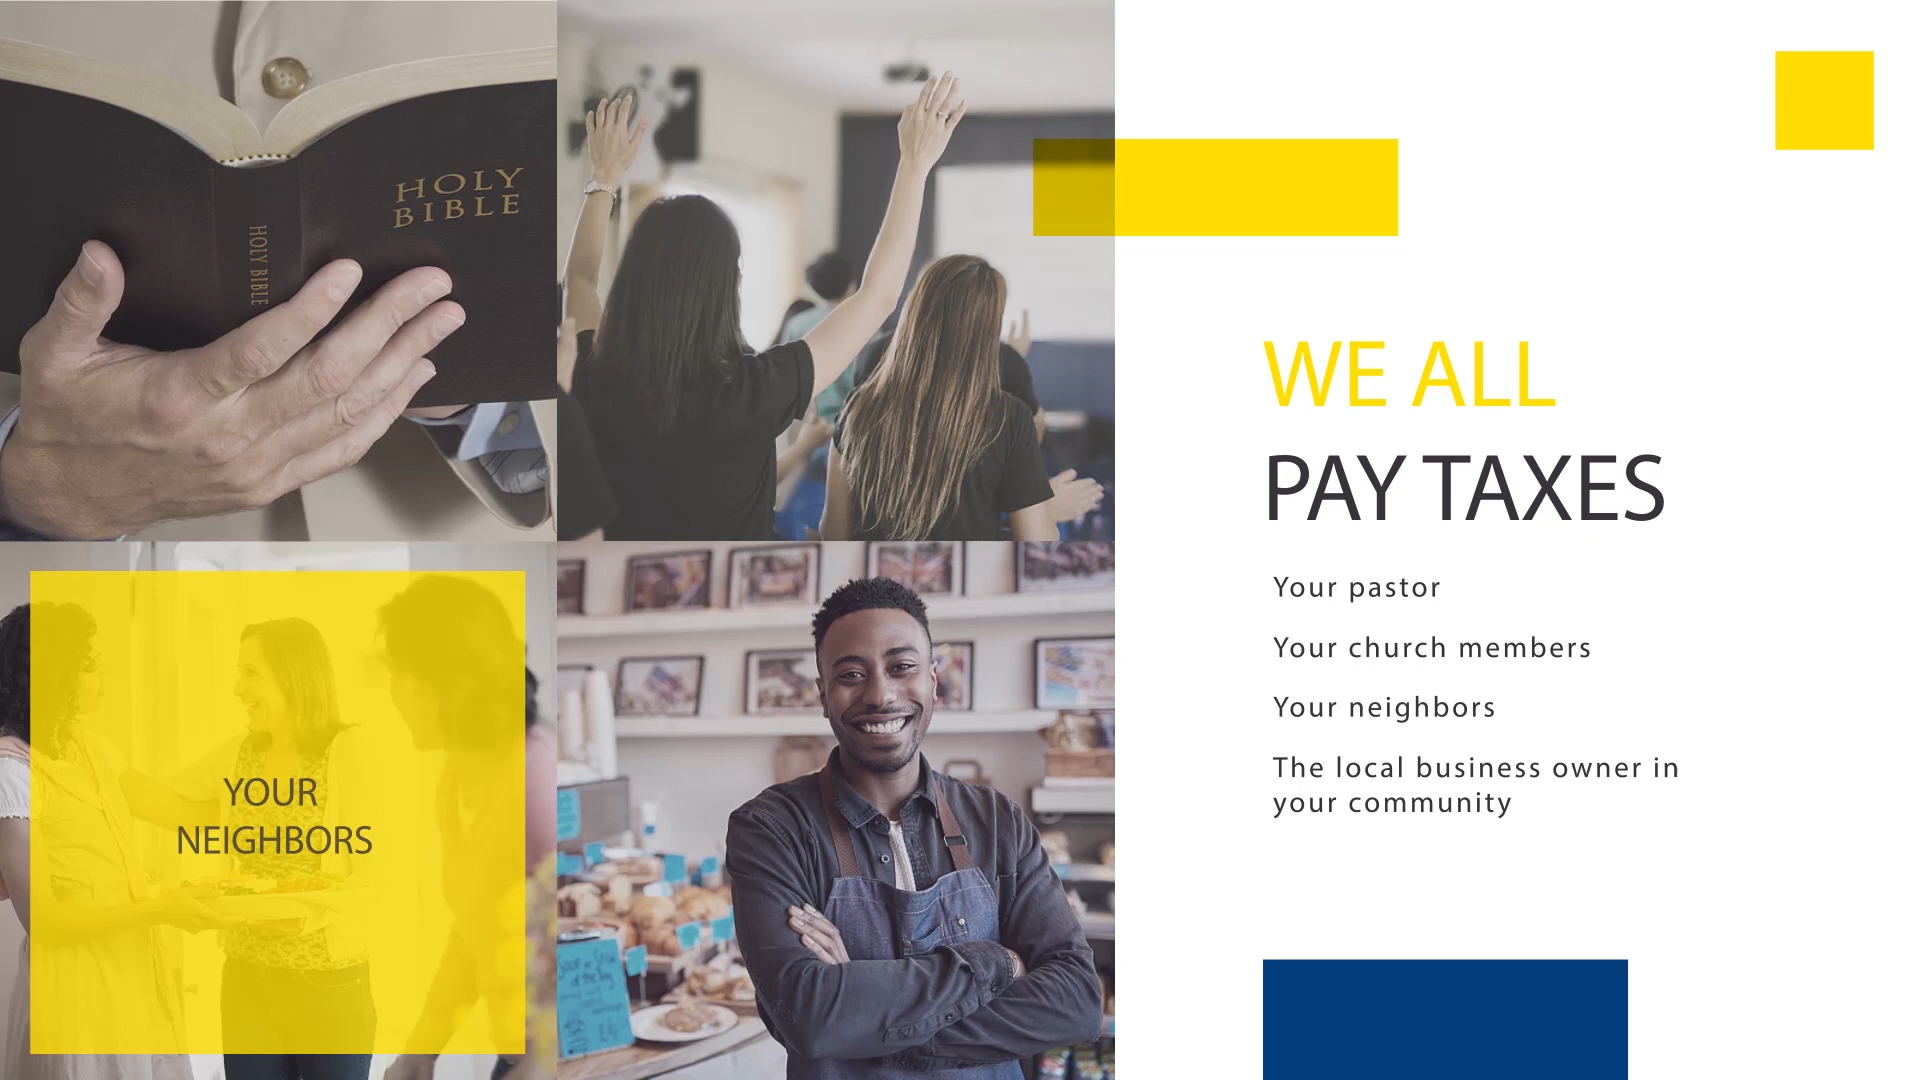 HOLY
BIBLE
HOLY BIBLE
WE ALL
PAY TAXES
Your pastor
Your church members
Your neighbors
The local business owner in
your community
YOUR
NEIGHBORS